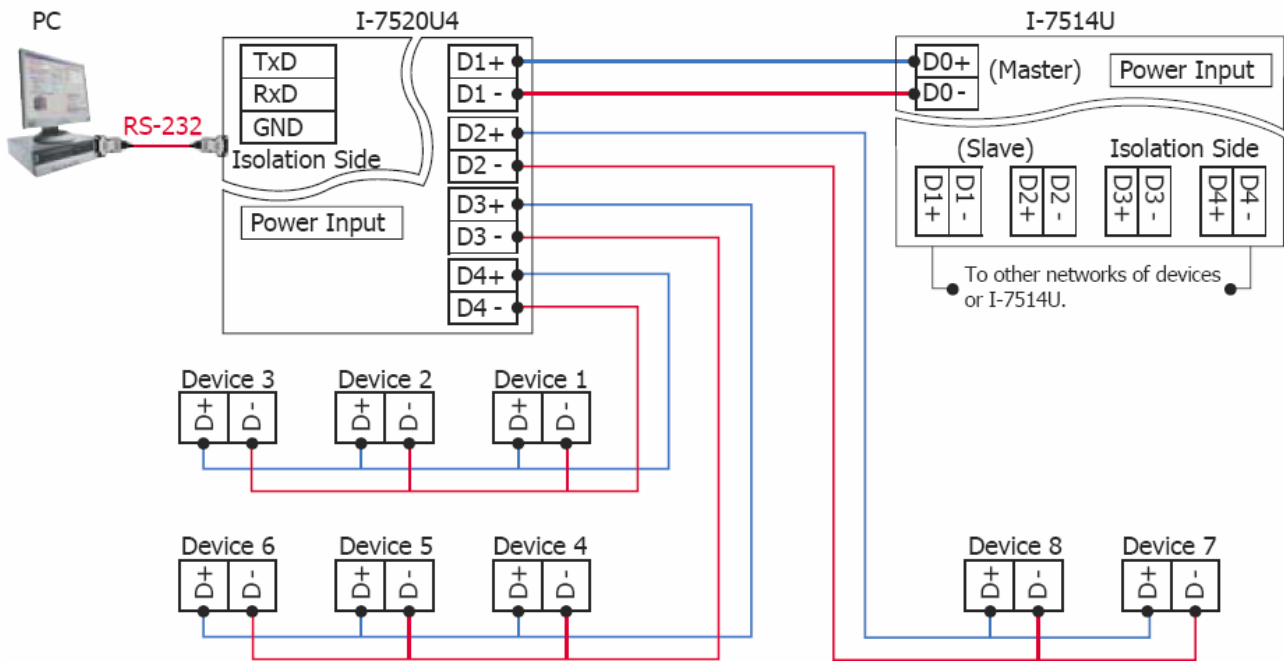 PC
I-7520U4
I-7514U
TxD
RxD
GND
Isolation Side
Power Input
RS-232
D1+
D1 -
D2+
D2 -
D3+
D3 -
D4+
D4 -
D0+
D0 -
(Master)
Power Input
(Slave)
Isolation Side
D1+
D1 -
D2+
D2 -
D3+
D3 -
D4+
D4 -
To other networks of devices
or I-7514U.
Device 3
D+ D-
Device 2
D+ D-
Device 1
D+ D-
Device 6
D+ D-
Device 5
D+ D-
Device 4
D+ D-
Device 8
D+ D-
Device 7
D+ D-